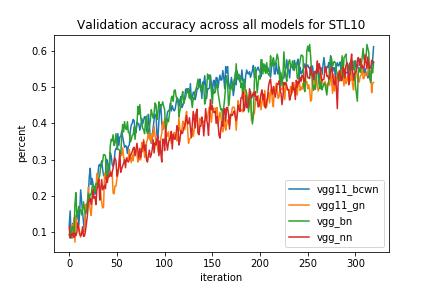 Validation accuracy across all models for STL10
percent
0.6
0.5
0.4
0.3
0.2
0.1
0
50
100
150
200
250
300
iteration
vgg11_bcwn
vgg11_gn
vgg_bn
vgg_nn